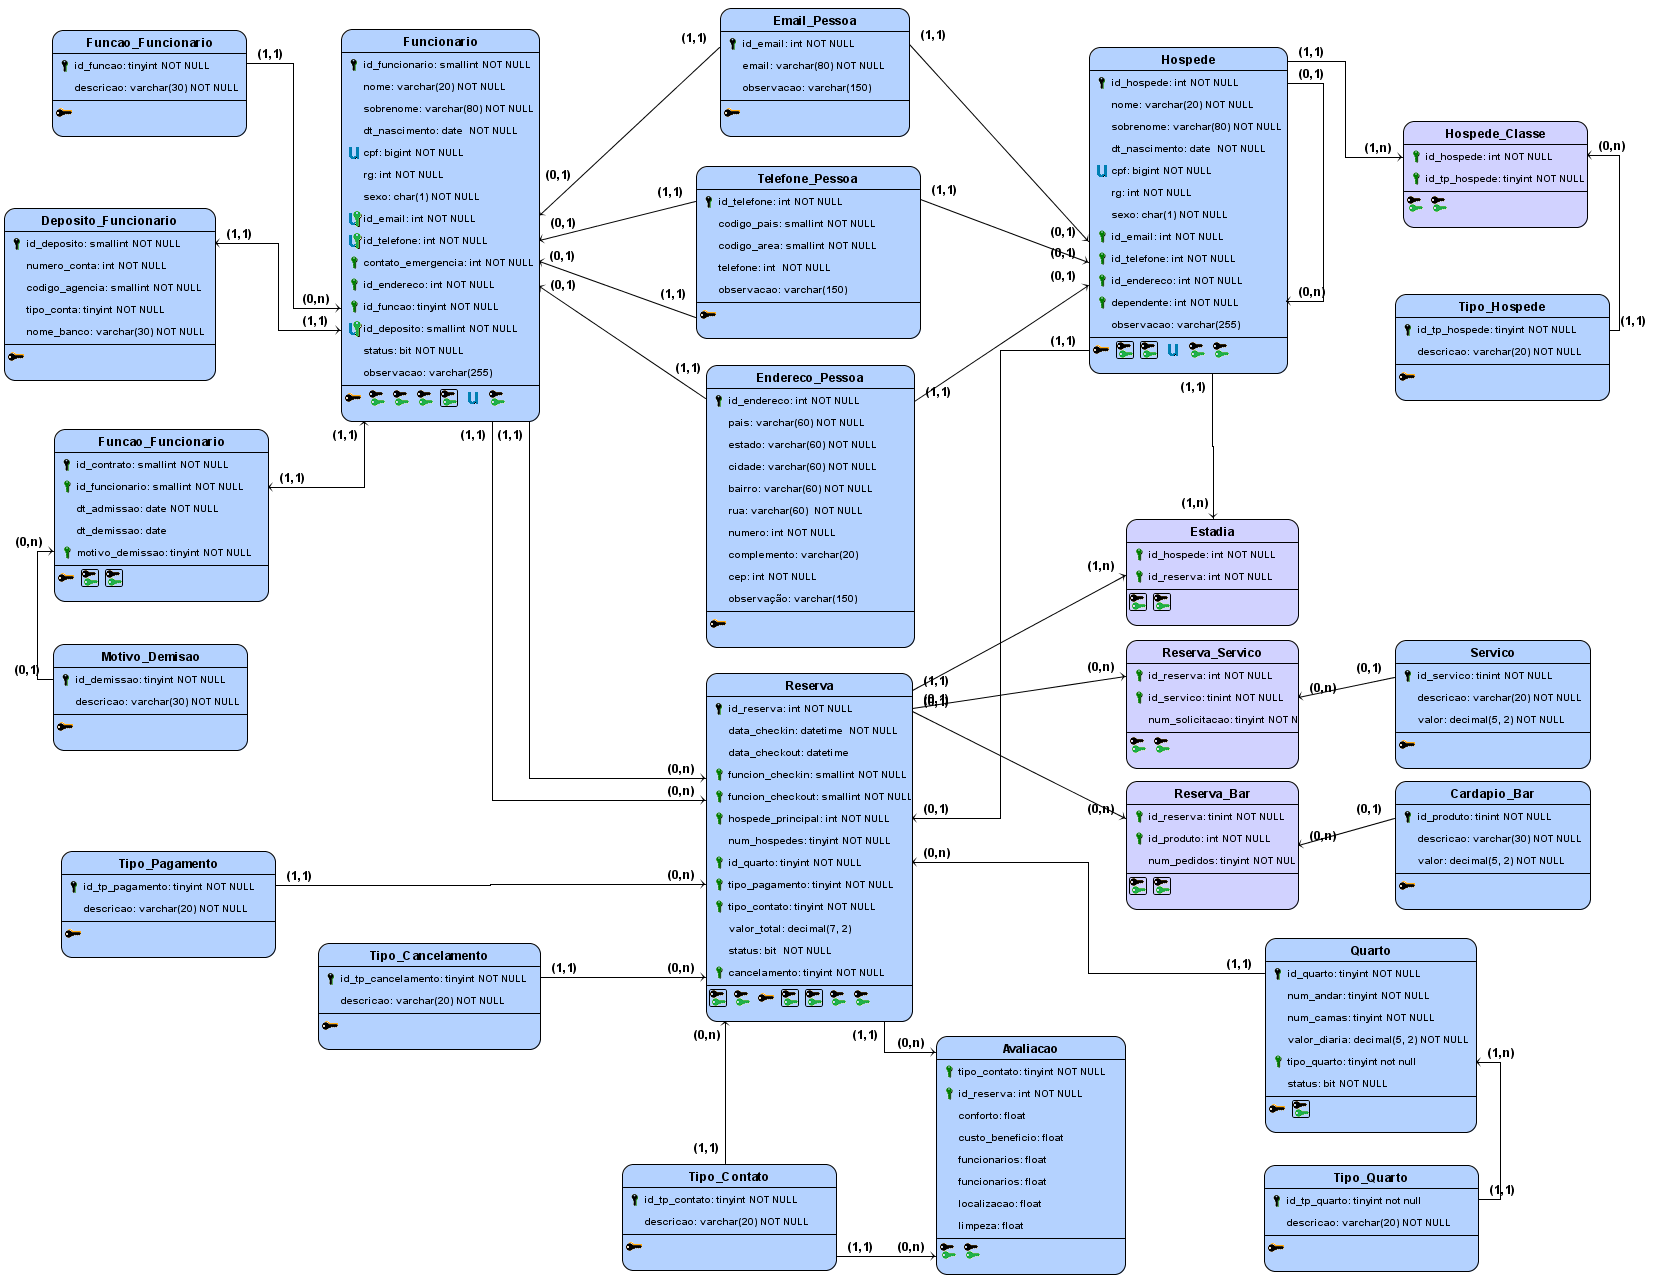 Funcao_Funcionario
id_funcao: tinyint NOT NULL
descricao: varchar(30) NOT NULL
(1,1)
Deposito_Funcionario
id_deposito: smallint NOT NULL
numero_conta: int NOT NULL
codigo_agencia: smallint NOT NULL
tipo_conta: tinyint NOT NULL
nome_banco: varchar(30) NOT NULL
(1,1)
(0,n)
(1,1)
Funcionario
id_funcionario: smallint NOT NULL
nome: varchar(20) NOT NULL
sobrenome: varchar(80) NOT NULL
dt_nascimento: date NOT NULL
cpf: bigint NOT NULL
rg: int NOT NULL
sexo: char(1) NOT NULL
id_email: int NOT NULL
id_telefone: int NOT NULL
contato_emergencia: int NOT NULL
id_endereco: int NOT NULL
id_funcao: tinyint NOT NULL
id_deposito: smallint NOT NULL
status: bit NOT NULL
observacao: varchar(255)
(1,1)
(1,1)
(1,1)
Email_Pessoa
id_email: int NOT NULL
email: varchar(80) NOT NULL
observacao: varchar(150)
(1,1)
(1,1)
(0,1)
Telefone_Pessoa
id_telefone: int NOT NULL
codigo_pais: smallint NOT NULL
codigo_area: smallint NOT NULL
telefone: int NOT NULL
observacao: varchar(150)
(1,1)
(1,1)
(0,1)
(0,1)
(1,1)
(0,1)
(1,1)
Endereco_Pessoa
id_endereco: int NOT NULL
pais: varchar(60) NOT NULL
estado: varchar(60) NOT NULL
cidade: varchar(60) NOT NULL
bairro: varchar(60) NOT NULL
rua: varchar(60) NOT NULL
numero: int NOT NULL
complemento: varchar(20)
cep: int NOT NULL
observação: varchar(150)
(1,1)
Hospede
id_hospede: int NOT NULL
nome: varchar(20) NOT NULL
sobrenome: varchar(80) NOT NULL
dt_nascimento: date NOT NULL
cpf: bigint NOT NULL
rg: int NOT NULL
sexo: char(1) NOT NULL
id_email: int NOT NULL
id_telefone: int NOT NULL
id_endereco: int NOT NULL
dependente: int NOT NULL
observacao: varchar(255)
(0,1)
(0,1)
(0,1)
(1,1)
(0,1)
(0,n)
(1,1)
(1,1)
(1,n)
Hospede_Classe
id_hospede: int NOT NULL
id_tp_hospede: tinyint NOT NULL
(0,n)
Tipo_Hospede
id_tp_hospede: tinyint NOT NULL
descricao: varchar(20) NOT NULL
(1,1)
Funcao_Funcionario
id_contrato: smallint NOT NULL
id_funcionario: smallint NOT NULL
dt_admissao: date NOT NULL
dt_demissao: date
motivo_demissao: tinyint NOT NULL
(1,1)
(0,n)
(0,1)
Motivo_Demisao
id_demissao: tinyint NOT NULL
descricao: varchar(30) NOT NULL
(1,n)
Estadia
id_hospede: int NOT NULL
id_reserva: int NOT NULL
(1,n)
Reserva_Servico
id_reserva: int NOT NULL
id_servico: tinint NOT NULL
num_solicitacao: tinyint NOT N
(0,n)
(0,n)
(0,1)
Servico
id_servico: tinint NOT NULL
descricao: varchar(20) NOT NULL
valor: decimal(5, 2) NOT NULL
Reserva_Bar
id_reserva: tinint NOT NULL
id_produto: int NOT NULL
num_pedidos: tinyint NOT NUL
(0,n)
(0,n)
(0,1)
Cardapio_Bar
id_produto: tinint NOT NULL
descricao: varchar(30) NOT NULL
valor: decimal(5, 2) NOT NULL
Reserva
id_reserva: int NOT NULL
data_checkin: datetime NOT NULL
data_checkout: datetime
funcion_checkin: smallint NOT NULL
funcion_checkout: smallint NOT NULL
hospede_principal: int NOT NULL
num_hospedes: tinyint NOT NULL
id_quarto: tinyint NOT NULL
tipo_pagamento: tinyint NOT NULL
tipo_contato: tinyint NOT NULL
valor_total: decimal(7, 2)
status: bit NOT NULL
cancelamento: tinyint NOT NULL
(1,1)
(0,1)
(0,n)
(0,n)
(0,1)
(0,n)
(0,n)
(0,n)
(0,n)
(1,1)
Tipo_Pagamento
id_tp_pagamento: tinyint NOT NULL
descricao: varchar(20) NOT NULL
(1,1)
Tipo_Cancelamento
id_tp_cancelamento: tinyint NOT NULL
descricao: varchar(20) NOT NULL
(1,1)
Quarto
id_quarto: tinyint NOT NULL
num_andar: tinyint NOT NULL
num_camas: tinyint NOT NULL
valor_diaria: decimal(5, 2) NOT NULL
tipo_quarto: tinyint not null
status: bit NOT NULL
(1,1)
(1,n)
Avaliacao
tipo_contato: tinyint NOT NULL
id_reserva: int NOT NULL
conforto: float
custo_beneficio: float
funcionarios: float
funcionarios: float
localizacao: float
limpeza: float
(0,n)
(0,n)
Tipo_Contato
id_tp_contato: tinyint NOT NULL
descricao: varchar(20) NOT NULL
(1,1)
(1,1)
Tipo_Quarto
id_tp_quarto: tinyint not null
descricao: varchar(20) NOT NULL
(1,1)